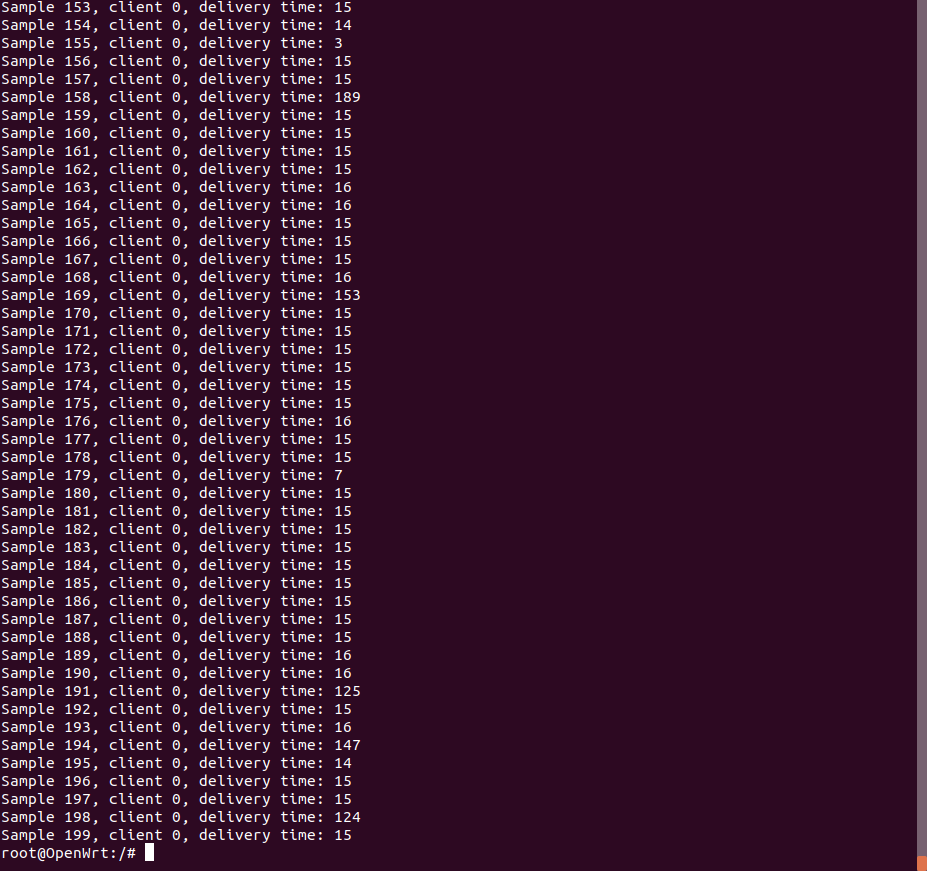 Sample 153, client 0, delivery time: 15
Sample 154, client 0, delivery time: 14
Sample 155, client 0, delivery time: 3
Sample 156, client 0, delivery time: 15
Sample 157, client 0, delivery time: 15
Sample 158, client 0, delivery time: 189
Sample 159, client 0, delivery time: 15
Sample 160, client 0, delivery time: 15
Sample 161, client 0, delivery time: 15
Sample 162, client 0, delivery time: 15
Sample 163, client 0, delivery time: 16
Sample 164, client 0, delivery time: 16
Sample 165, client 0, delivery time: 15
Sample 166, client 0, delivery time: 15
Sample 167, client 0, delivery time: 15
Sample 168, client 0, delivery time: 16
Sample 169, client 0, delivery time: 153
Sample 170, client 0, delivery time: 15
Sample 171, client 0, delivery time: 15
Sample 172, client 0, delivery time: 15
Sample 173, client 0, delivery time: 15
Sample 174, client 0, delivery time: 15
Sample 175, client 0, delivery time: 15
Sample 176, client 0, delivery time: 16
Sample 177, client 0, delivery time: 15
Sample 178, client 0, delivery time: 15
Sample 179, client 0, delivery time: 7
Sample 180, client 0, delivery time: 15
Sample 181, client 0, delivery time: 15
Sample 182, client 0, delivery time: 15
Sample 183, client 0, delivery time: 15
Sample 184, client 0, delivery time: 15
Sample 185, client 0, delivery time: 15
Sample 186, client 0, delivery time: 15
Sample 187, client 0, delivery time: 15
Sample 188, client 0, delivery time: 15
Sample 189, client 0, delivery time: 16
Sample 190, client 0, delivery time: 16
Sample 191, client 0, delivery time: 125
Sample 192, client 0, delivery time: 15
Sample 193, client 0, delivery time: 16
Sample 194, client 0, delivery time: 147
Sample 195, client 0, delivery time: 14
Sample 196, client 0, delivery time: 15
Sample 197, client 0, delivery time: 15
Sample 198, client 0, delivery time: 124
Sample 199, client 0, delivery time: 15
root@OpenWrt:/#